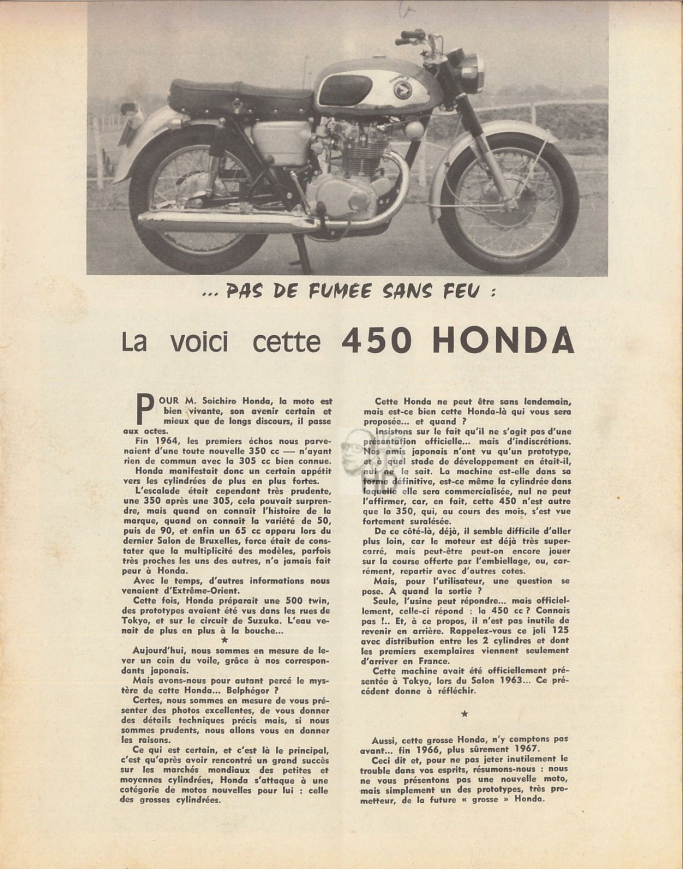 ... PAS DE FUMEE SANS FEU :
La voici cette 450 HONDA
POUR M. Soichiro Honda, la moto est
bien vivante, son avenir certain et
mieux que de longs discours, il passe
aux actes.
Fin 1964, les premiers échos nous parve-
naient d'une toute nouvelle 350 cc — n'ayant
rien de commun avec la 305 cc bien connue.
Honda manifestait donc un certain appétit
vers les cylindrées de plus en plus fortes.
L'escalade était cependant très prudente,
une 350 après une 305, cela pouvait surpren-
dre, mais quand on connaît l'histoire de la
marque, quand on connaît la variété de 50,
puis de 90, et enfin un 65 cc apparu lors du
dernier Salon de Bruxelles, force était de cons-
tater que la multiplicité des modèles, parfois
très proches les uns des autres, n'a jamais fait
peur à Honda.
Avec le temps, d'autres informations nous
venaient d'Extrême-Orient.
Cette fois, Honda préparait une 500 twin,
des prototypes avaient été vus dans les rues de
Tokyo, et sur le circuit de Suzuka. L'eau ve-
nait de plus en plus à la bouche...
★
Aujourd'hui, nous sommes en mesure de le-
ver un coin du voile, grâce à nos correspon-
dants japonais.
Mais avons-nous pour autant percé le mys-
tère de cette Honda... Belphégor ?
Certes, nous sommes en mesure de vous pré-
senter des photos excellentes, de vous donner
des détails techniques précis mais, si nous
sommes prudents, nous allons vous en donner
les raisons.
Ce qui est certain, et c'est là le principal,
c'est qu'après avoir rencontré un grand succès
sur les marchés mondiaux des petites et
moyennes cylindrées, Honda s'attaque à une
catégorie de motos nouvelles pour lui : celle
des grosses cylindrées.
Cette Honda ne peut être sans lendemain,
mais est-ce bien cette Honda-là qui vous sera
proposée... et quand ?
Insistons sur le fait qu'il ne s'agit pas d'une
présentation officielle... mais d'indiscrétions.
Nos amis japonais n'ont vu qu'un prototype,
et à quel stade de développement en était-il,
nul ne le sait. La machine est-elle dans sa
forme définitive, est-ce même la cylindrée dans
laquelle elle sera commercialisée, nul ne peut
l'affirmer, car, en fait, cette 450 n'est autre
que la 350, qui, au cours des mois, s'est vue
fortement suralésée.
De ce côté-là, déjà, il semble difficile d'aller
plus loin, car le moteur est déjà très super-
carré, mais peut-être peut-on encore jouer
sur la course offerte par l'embiellage, ou, car-
rément, repartir avec d'autres cotes.
Mais, pour l'utilisateur, une question se
pose. A quand la sortie ?
Seule, l'usine peut répondre... mais officiel-
lement, celle-ci répond : la 450 cc ? Connais
pas !.. Et, à ce propos, il n'est pas inutile de
revenir en arrière. Rappelez-vous ce joli 125
avec distribution entre les 2 cylindres et dont
les premiers exemplaires viennent seulement
d'arriver en France.
Cette machine avait été officiellement pré-
sentée à Tokyo, lors du Salon 1963... Ce pré-
cédent donne à réfléchir.
★
Aussi, cette grosse Honda, n'y comptons pas
avant... fin 1966, plus sûrement 1967.
Ceci dit et, pour ne pas jeter inutilement le
trouble dans vos esprits, résumons-nous : nous
ne vous présentons pas une nouvelle moto,
mais simplement un des prototypes, très pro-
metteur, de la future « grosse » Honda.